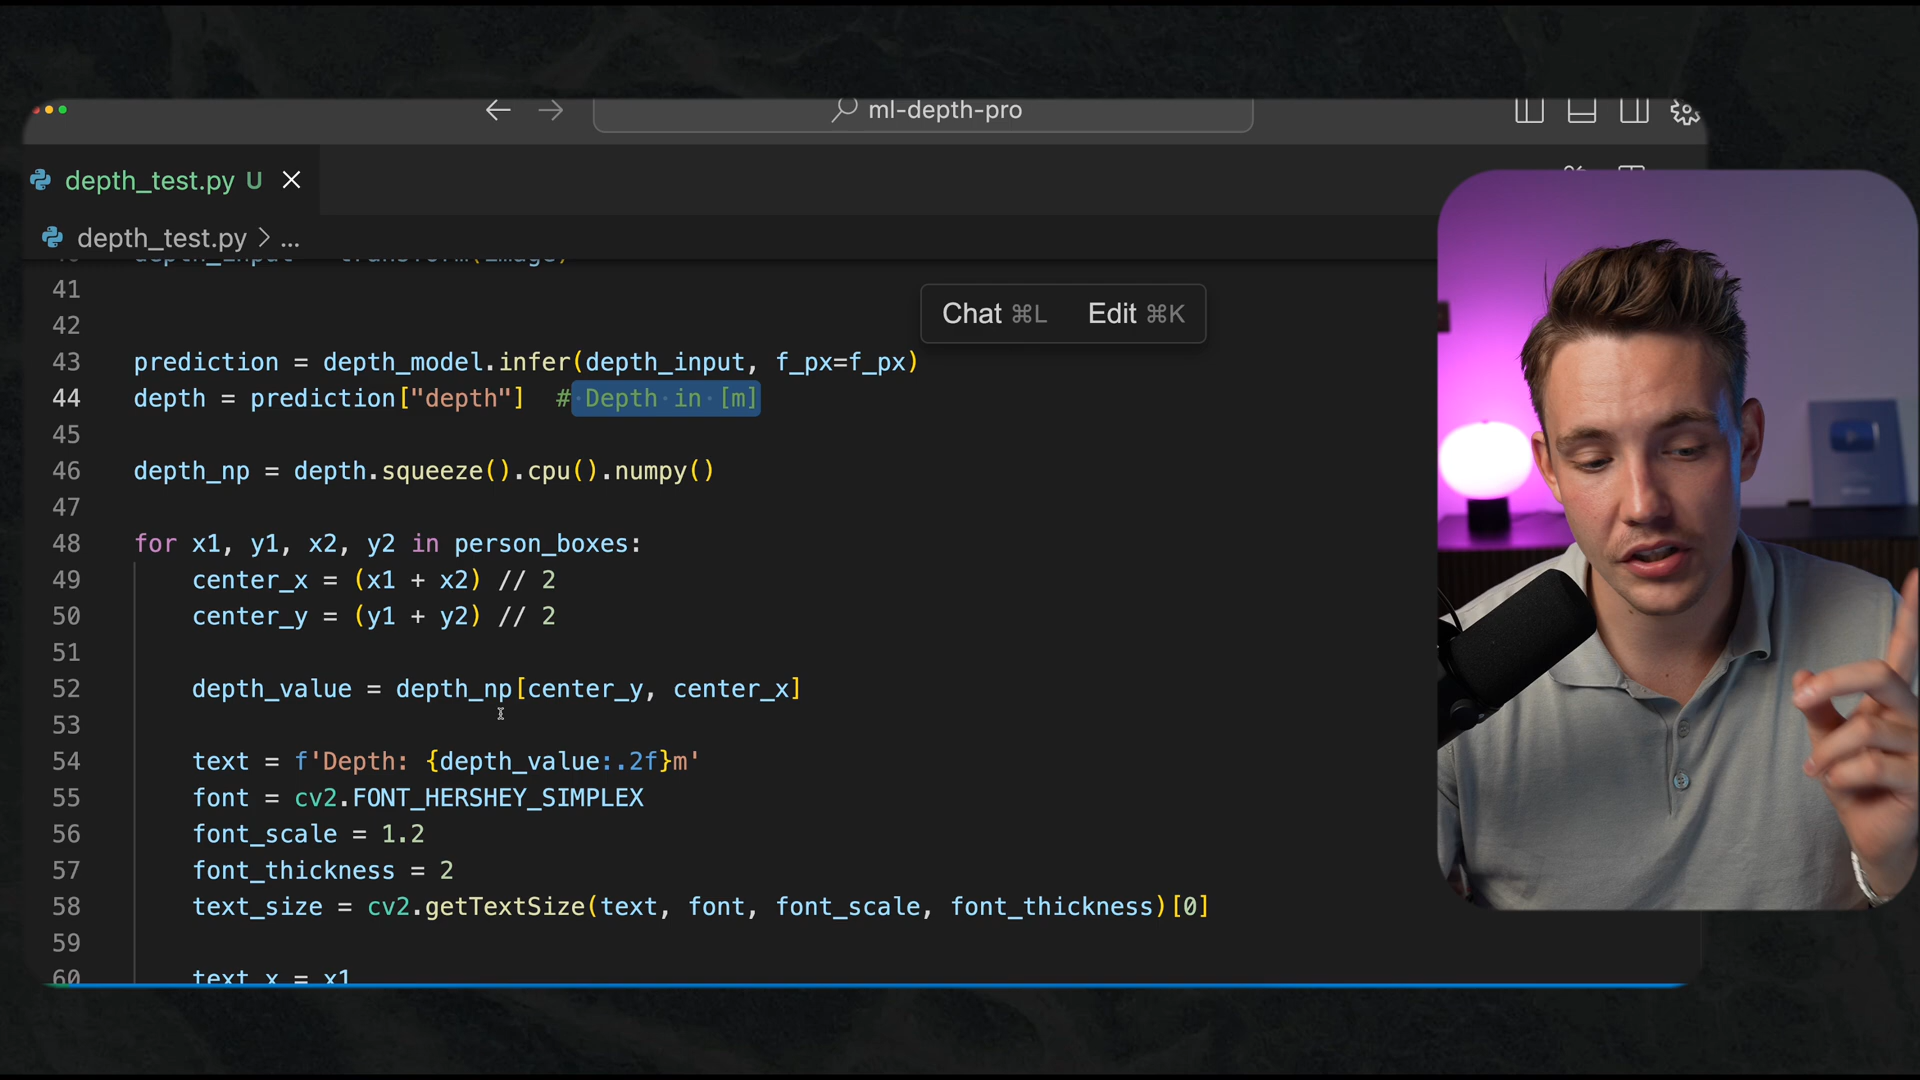 ml-depth-pro
depth_test.py U
depth_test.py > ...
Chat ⌘L Edit ⌘K
40 depth_input = transform(image)
41
42
43 prediction = depth_model.infer(depth_input, f_px=f_px)
44 depth = prediction["depth"]  # Depth in [m]
45
46 depth_np = depth.squeeze().cpu().numpy()
47
48 for x1, y1, x2, y2 in person_boxes:
49     center_x = (x1 + x2) // 2
50     center_y = (y1 + y2) // 2
51
52     depth_value = depth_np[center_y, center_x]
53
54     text = f'Depth: {depth_value:.2f}m'
55     font = cv2.FONT_HERSHEY_SIMPLEX
56     font_scale = 1.2
57     font_thickness = 2
58     text_size = cv2.getTextSize(text, font, font_scale, font_thickness)[0]
59
60     text_x = x1